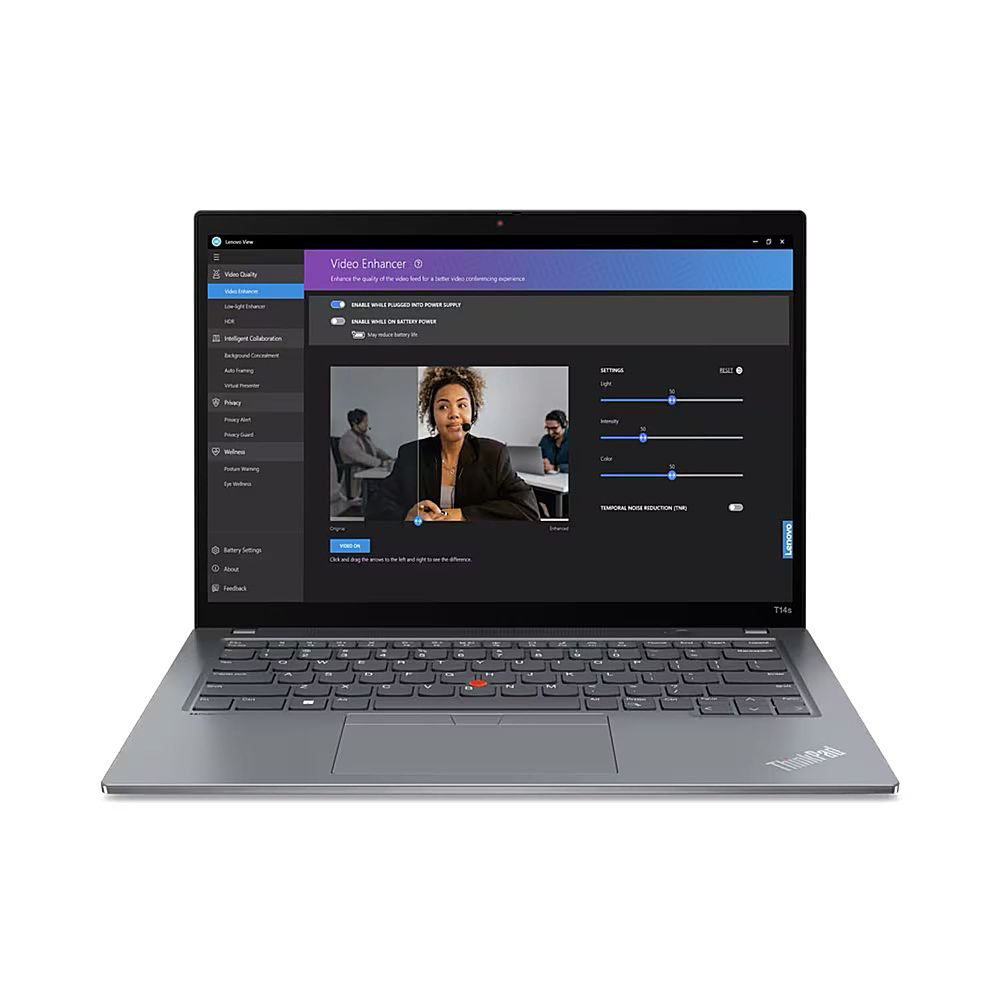 Lenovo View
Video Quality
Video Enhancer
Low-light Enhancer
HDR
Intelligent Collaboration
Background Concealment
Auto Framing
Virtual Presenter
Privacy
Privacy Alert
Privacy Guard
Wellness
Posture Warning
Eye Wellness
Battery Settings
About
Feedback
Video Enhancer
Enhance the quality of the video feed for a better video conferencing experience
ENABLE WHILE PLUGGED INTO POWER SUPPLY
ENABLE WHILE ON BATTERY POWER
May reduce battery life
Original
Enhanced
VIDEO ON
Click and drag the arrows to the left and right to see the difference.
SETTINGS
RESET
Light
50
Intensity
50
Color
50
TEMPORAL NOISE REDUCTION (TNR)
Lenovo
T14s
Q W E R T Y U I O P
A S D F G H J K L
Z X C V B N M
ThinkPad